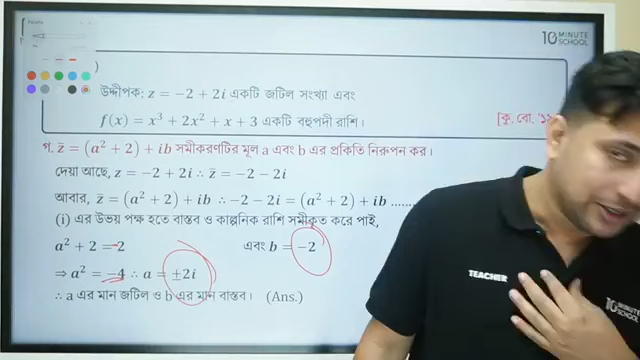 10 MINUTE SCHOOL
)
উদ্দীপক: z = −2 + 2i একটি জটিল সংখ্যা এবং
f(x) = x³ + 2x² + x + 3 একটি বহুপদী রাশি।
[কু. বো.
গ. z̄ = (a² + 2) + ib সমীকরণটির মূল a এবং b এর প্রকৃতি নিরূপন কর।
দেয়া আছে, z = −2 + 2i ∴ z̄ = −2 − 2i
আবার, z̄ = (a² + 2) + ib ∴ −2 − 2i = (a² + 2) + ib ........
(i) এর উভয় পক্ষ হতে বাস্তব ও কাল্পনিক রাশি সমীকৃত করে পাই,
a² + 2 = −2 এবং b = −2
⇒ a² = −4 ∴ a = ±2i
∴ a এর মান জটিল ও b এর মান বাস্তব। (Ans.)
TEACHER
10 MINUTE SCHOOL